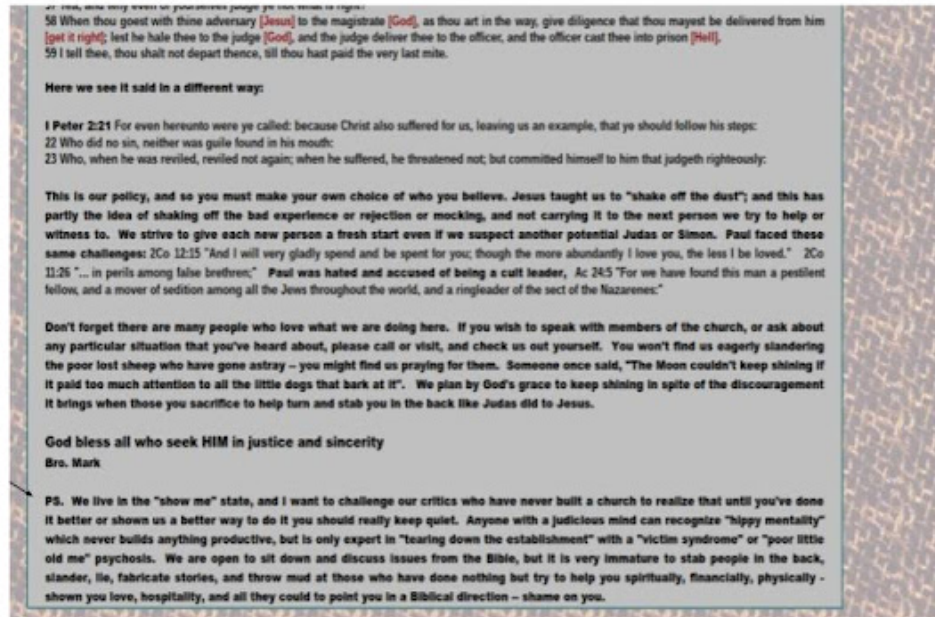 57 Yea, and why even of yourselves judge ye not what is right?
58 When thou goest with thine adversary [Jesus] to the magistrate [God], as thou art in the way, give diligence that thou mayest be delivered from him
[get it right]; lest he hale thee to the judge [God], and the judge deliver thee to the officer, and the officer cast thee into prison [Hell].
59 I tell thee, thou shalt not depart thence, till thou hast paid the very last mite.
Here we see it said in a different way:
I Peter 2:21 For even hereunto were ye called: because Christ also suffered for us, leaving us an example, that ye should follow his steps:
22 Who did no sin, neither was guile found in his mouth:
23 Who, when he was reviled, reviled not again; when he suffered, he threatened not; but committed himself to him that judgeth righteously:
This is our policy, and so you must make your own choice of who you believe. Jesus taught us to "shake off the dust"; and this has
partly the idea of shaking off the bad experience or rejection or mocking, and not carrying it to the next person we try to help or
witness to. We strive to give each new person a fresh start even if we suspect another potential Judas or Simon. Paul faced these
same challenges: 2Co 12:15 "And I will very gladly spend and be spent for you; though the more abundantly I love you, the less I be loved." 2Co
11:26 "... in perils among false brethren;" Paul was hated and accused of being a cult leader, Ac 24:5 "For we have found this man a pestilent
fellow, and a mover of sedition among all the Jews throughout the world, and a ringleader of the sect of the Nazarenes:"
Don't forget there are many people who love what we are doing here. If you wish to speak with members of the church, or ask about
any particular situation that you've heard about, please call or visit, and check us out yourself. You won't find us eagerly slandering
the poor lost sheep who have gone astray – you might find us praying for them. Someone once said, "The Moon couldn't keep shining if
it paid too much attention to all the little dogs that bark at it". We plan by God's grace to keep shining in spite of the discouragement
it brings when those you sacrifice to help turn and stab you in the back like Judas did to Jesus.
God bless all who seek HIM in justice and sincerity
Bro. Mark
PS. We live in the "show me" state, and I want to challenge our critics who have never built a church to realize that until you've done
it better or shown us a better way to do it you should really keep quiet. Anyone with a judicious mind can recognize "hippy mentality"
which never builds anything productive, but is only expert in "tearing down the establishment" with a "victim syndrome" or "poor little
old me" psychosis. We are open to sit down and discuss issues from the Bible, but it is very immature to stab people in the back,
slander, lie, fabricate stories, and throw mud at those who have done nothing but try to help you spiritually, financially, physically -
shown you love, hospitality, and all they could to point you in a Biblical direction – shame on you.